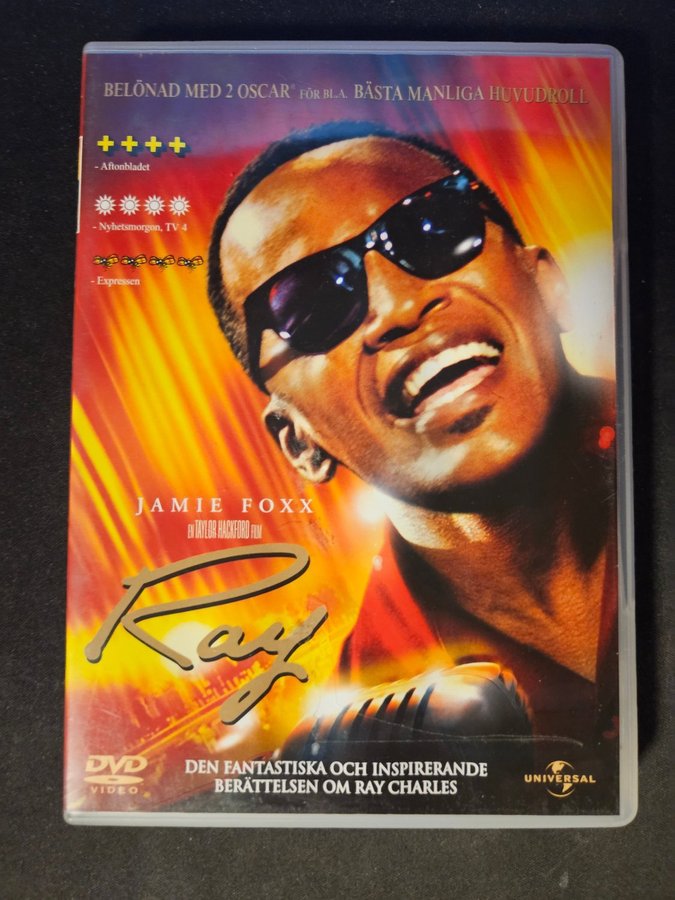 BELÖNAD MED 2 OSCAR® FÖR BL.A. BÄSTA MANLIGA HUVUDROLL
- Aftonbladet
- Nyhetsmorgon, TV 4
- Expressen
JAMIE FOXX
EN TAYLOR HACKFORD FILM
Ray
DVD
VIDEO
DEN FANTASTISKA OCH INSPIRERANDE
BERÄTTELSEN OM RAY CHARLES
UNIVERSAL